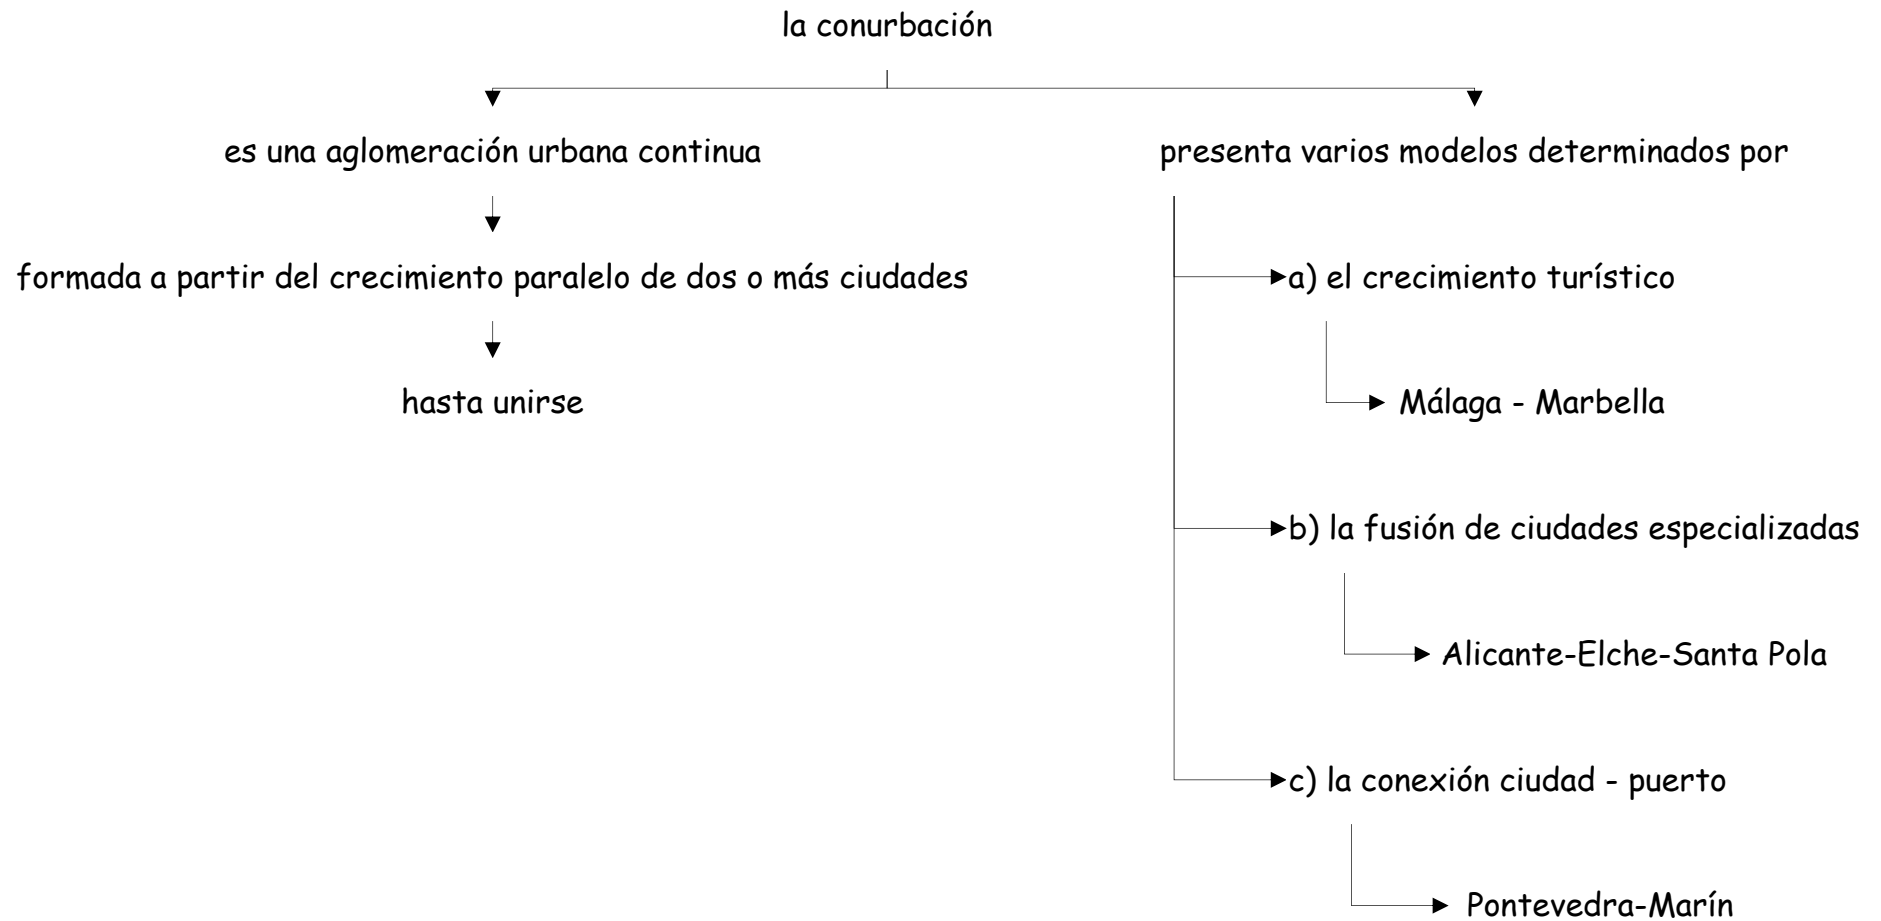 la conurbación
es una aglomeración urbana continua
presenta varios modelos determinados por
formada a partir del crecimiento paralelo de dos o más ciudades
a) el crecimiento turístico
hasta unirse
Málaga - Marbella
b) la fusión de ciudades especializadas
Alicante-Elche-Santa Pola
c) la conexión ciudad - puerto
Pontevedra-Marín